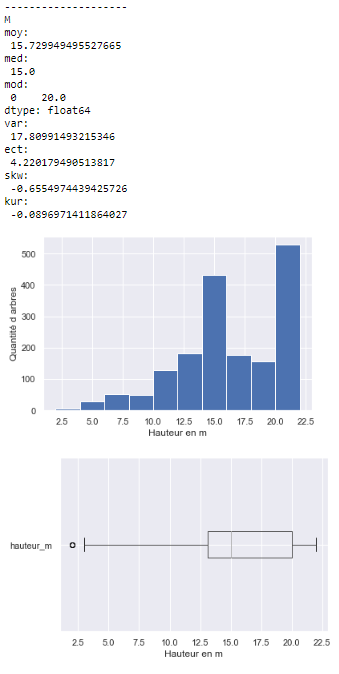 --------------------
M
moy:
15.729949495527665
med:
15.0
mod:
0    20.0
dtype: float64
var:
17.80991493215346
ect:
4.220179490513817
skw:
-0.6554974439425726
kur:
-0.0896971411864027
500
400
300
200
100
0
Quantité d arbres
2.5 5.0 7.5 10.0 12.5 15.0 17.5 20.0 22.5
Hauteur en m
hauteur_m
2.5 5.0 7.5 10.0 12.5 15.0 17.5 20.0 22.5
Hauteur en m